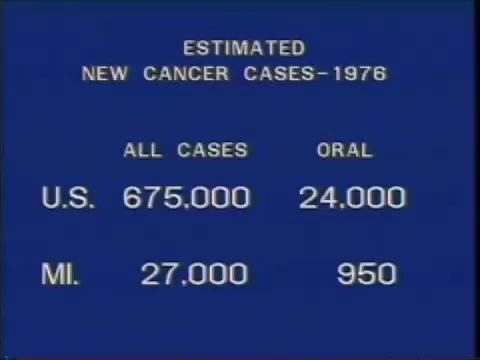 ESTIMATED
NEW CANCER CASES-1976
ALL CASES ORAL
U.S. 675,000 24,000
MI. 27,000 950